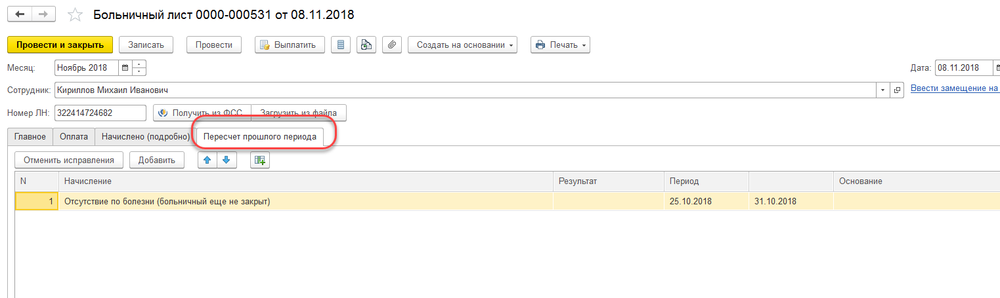 Больничный лист 0000-000531 от 08.11.2018
Провести и закрыть Записать Провести Выплатить Создать на основании Печать
Месяц: Ноябрь 2018 Дата: 08.11.2018
Сотрудник: Кириллов Михаил Иванович Ввести замещение на
Номер ЛН: 322414724682 Получить из ФСС Загрузить из файла
Главное Оплата Начислено (подробно) Пересчет прошлого периода
Отменить исправления Добавить
N Начисление Результат Период Основание
1 Отсутствие по болезни (больничный еще не закрыт) 25.10.2018 31.10.2018